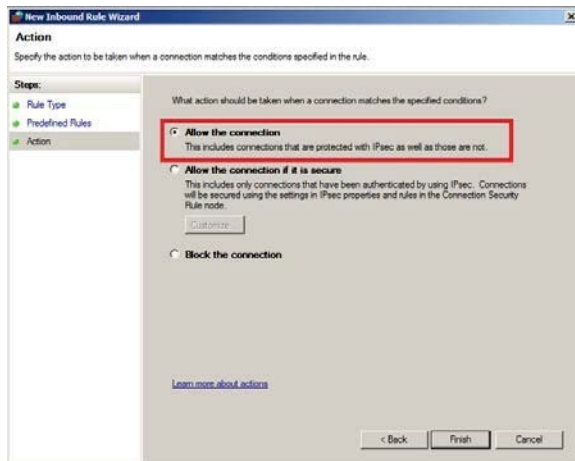 New Inbound Rule Wizard
Action
Specify the action to be taken when a connection matches the conditions specified in the rule.
Steps:
Rule Type
Predefined Rules
Action
What action should be taken when a connection matches the specified conditions?
Allow the connection
This includes connections that are protected with IPsec as well as those are not.
Allow the connection if it is secure
This includes only connections that have been authenticated by using IPsec. Connections
will be secured using the settings in IPsec properties and rules in the Connection Security
Rule node.
Customize...
Block the connection
Learn more about actions
< Back
Finish
Cancel